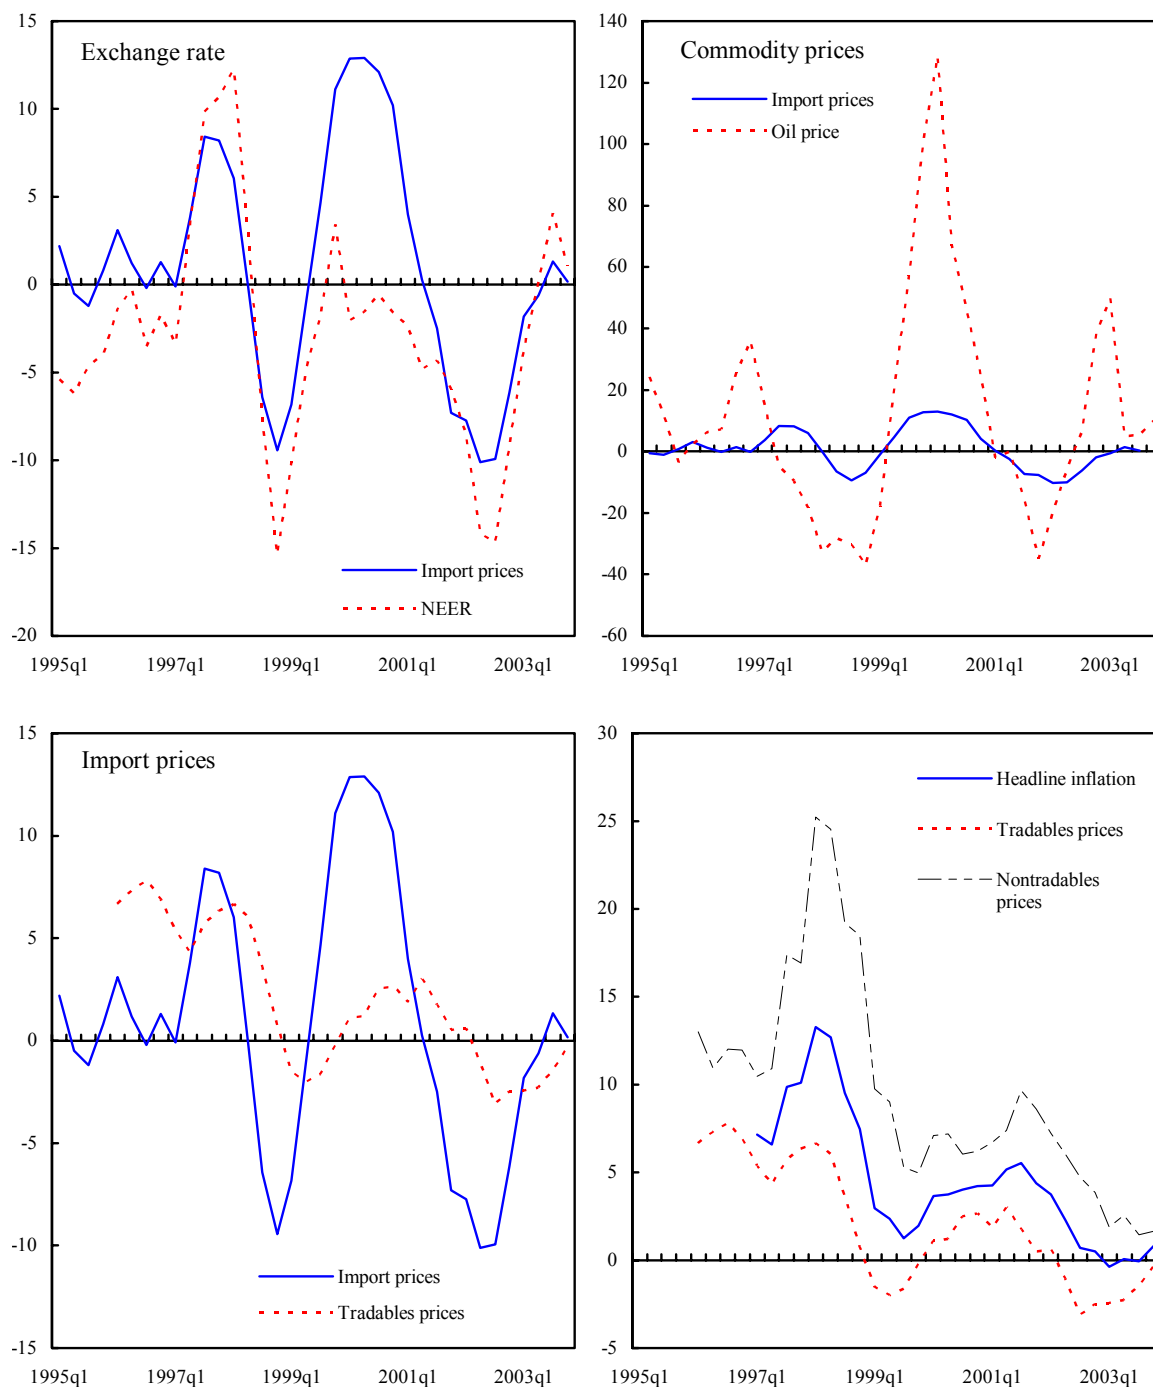 15
10
5
0
-5
-10
-15
-20
Exchange rate
Import prices
NEER
1995q1 1997q1 1999q1 2001q1 2003q1
140
120
100
80
60
40
20
0
-20
-40
-60
Commodity prices
Import prices
Oil price
1995q1 1997q1 1999q1 2001q1 2003q1
15
10
5
0
-5
-10
-15
Import prices
Import prices
Tradables prices
1995q1 1997q1 1999q1 2001q1 2003q1
30
25
20
15
10
5
0
-5
Headline inflation
Tradables prices
Nontradables
prices
1995q1 1997q1 1999q1 2001q1 2003q1